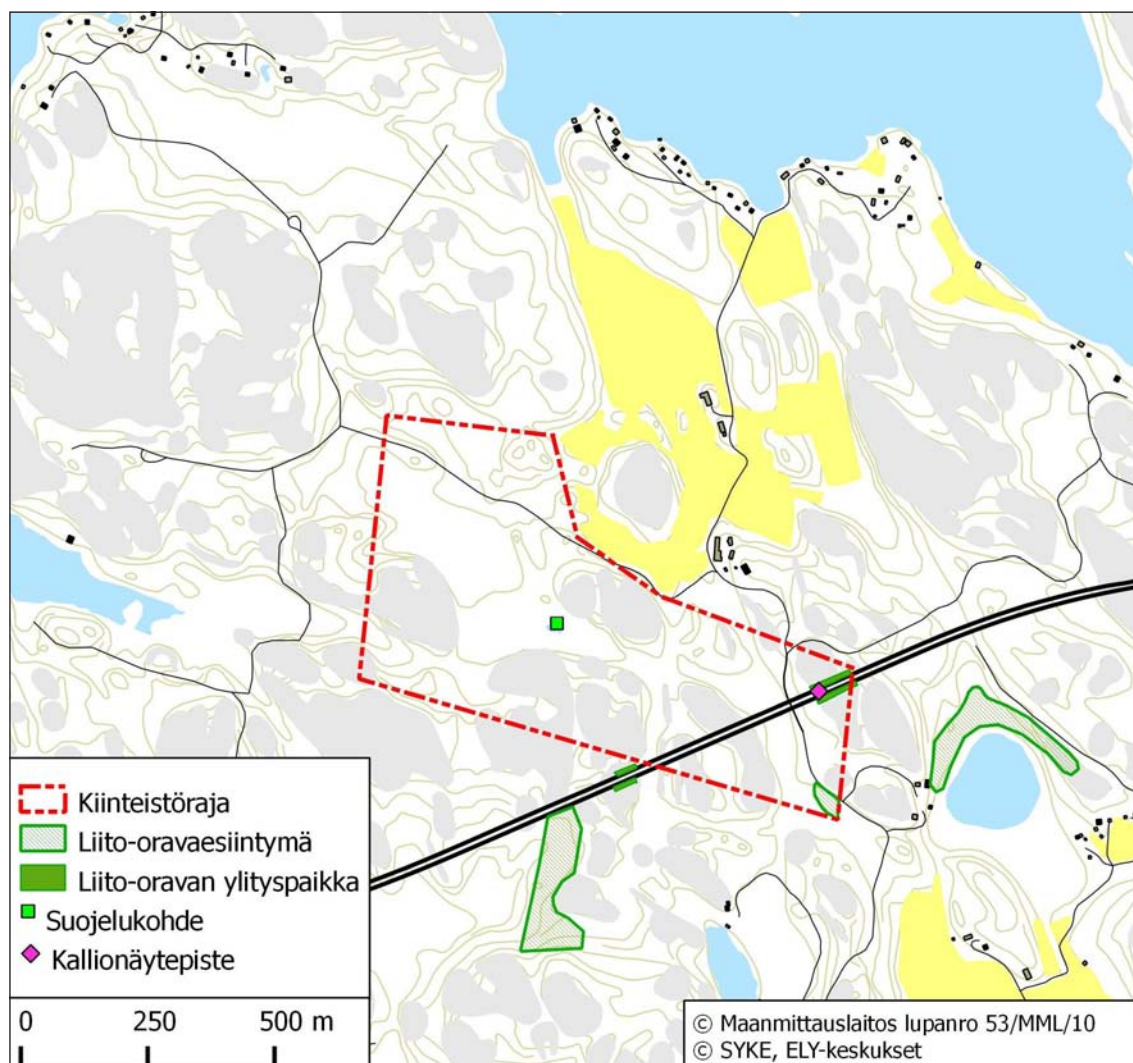 Kiinteistöraja
Liito-oravaesiintymä
Liito-oravan ylityspaikka
Suojelukohde
Kallionäytepiste
0 250 500 m
© Maanmittauslaitos lupanro 53/MML/10
© SYKE, ELY-keskukset